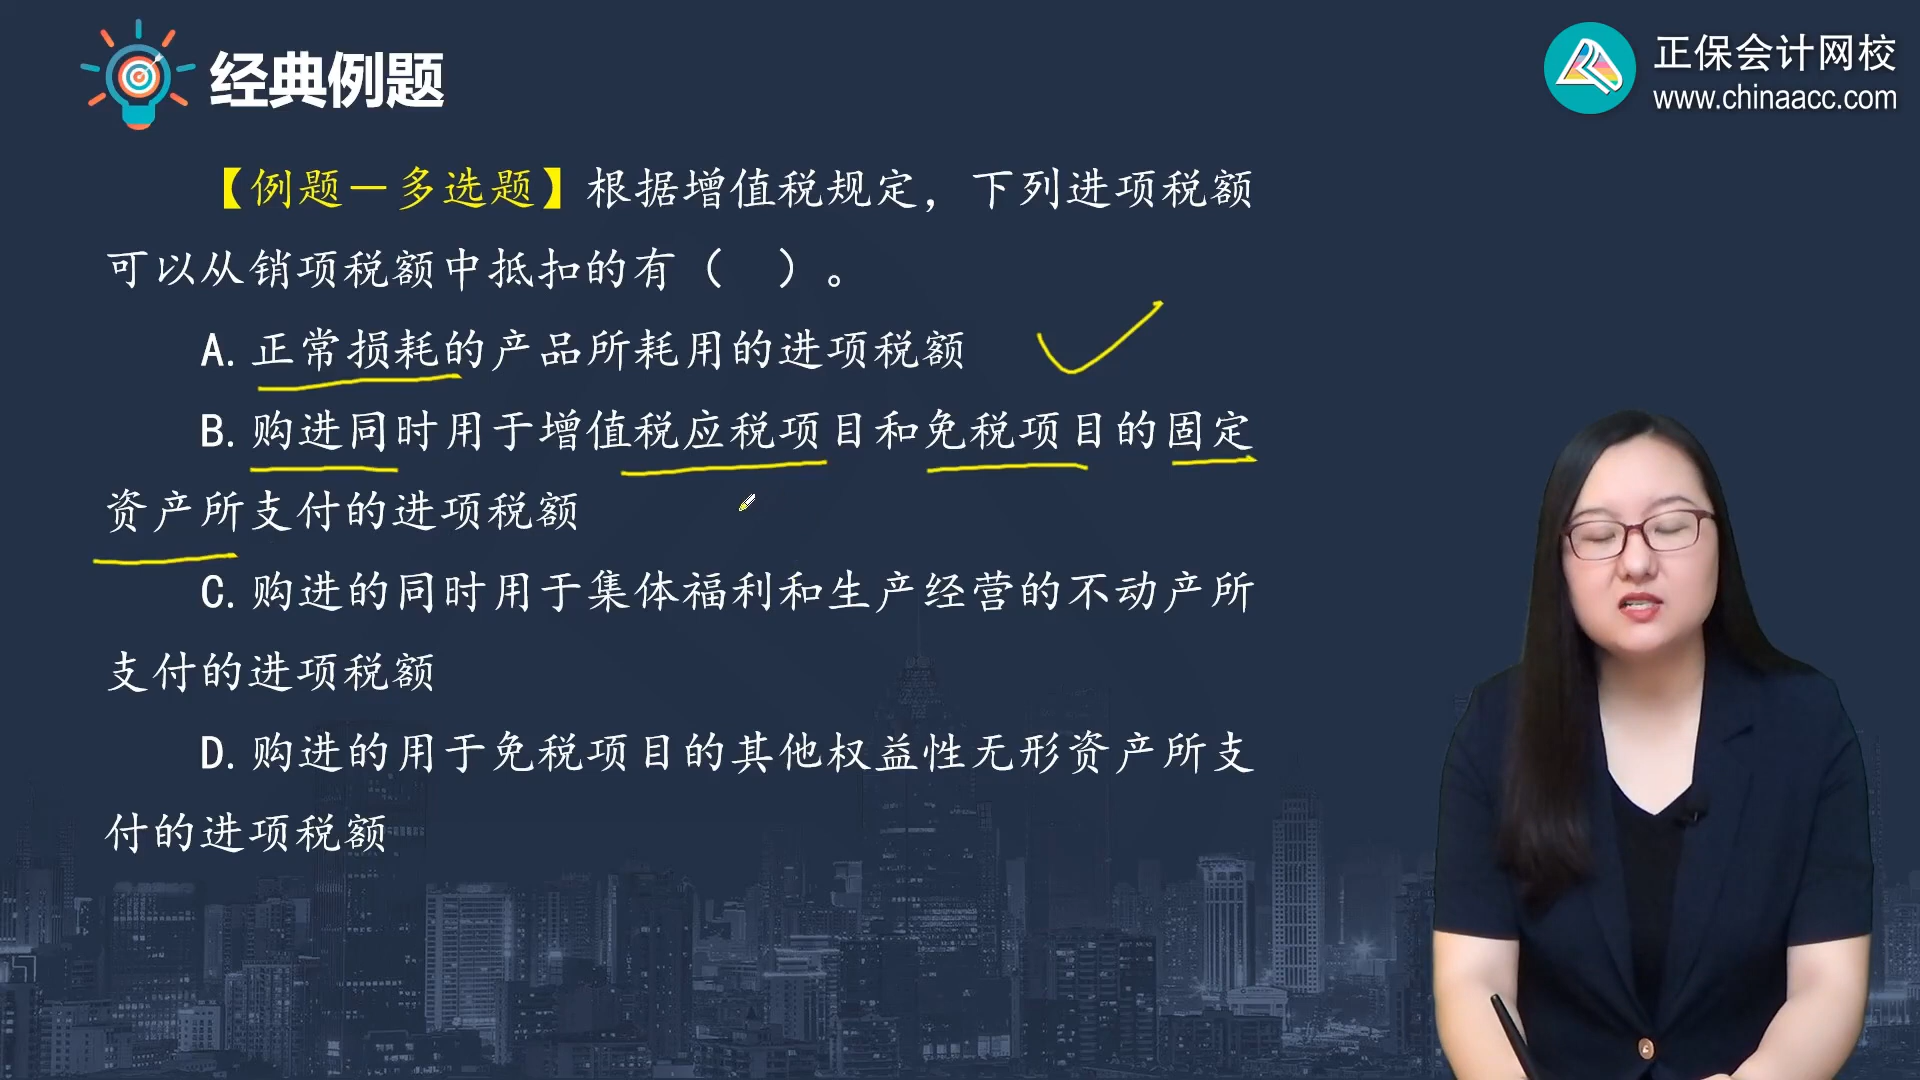 经典例题
正保会计网校
www.chinaacc.com
【例题－多选题】根据增值税规定，下列进项税额
可以从销项税额中抵扣的有（　）。
A.正常损耗的产品所耗用的进项税额
B.购进同时用于增值税应税项目和免税项目的固定
资产所支付的进项税额
C.购进的同时用于集体福利和生产经营的不动产所
支付的进项税额
D.购进的用于免税项目的其他权益性无形资产所支
付的进项税额